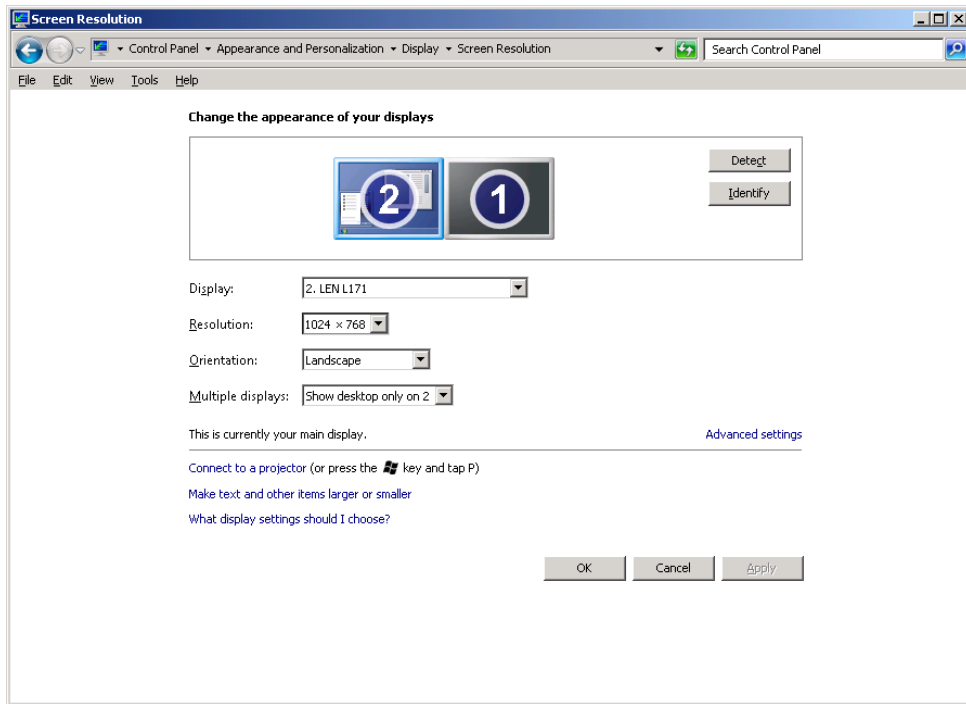 Screen Resolution
Control Panel Appearance and Personalization Display Screen Resolution Search Control Panel
File Edit View Tools Help
Change the appearance of your displays
2 1
Detect
Identify
Display: 2. LEN L171
Resolution: 1024 × 768
Orientation: Landscape
Multiple displays: Show desktop only on 2
This is currently your main display. Advanced settings
Connect to a projector (or press the key and tap P)
Make text and other items larger or smaller
What display settings should I choose?
OK Cancel Apply